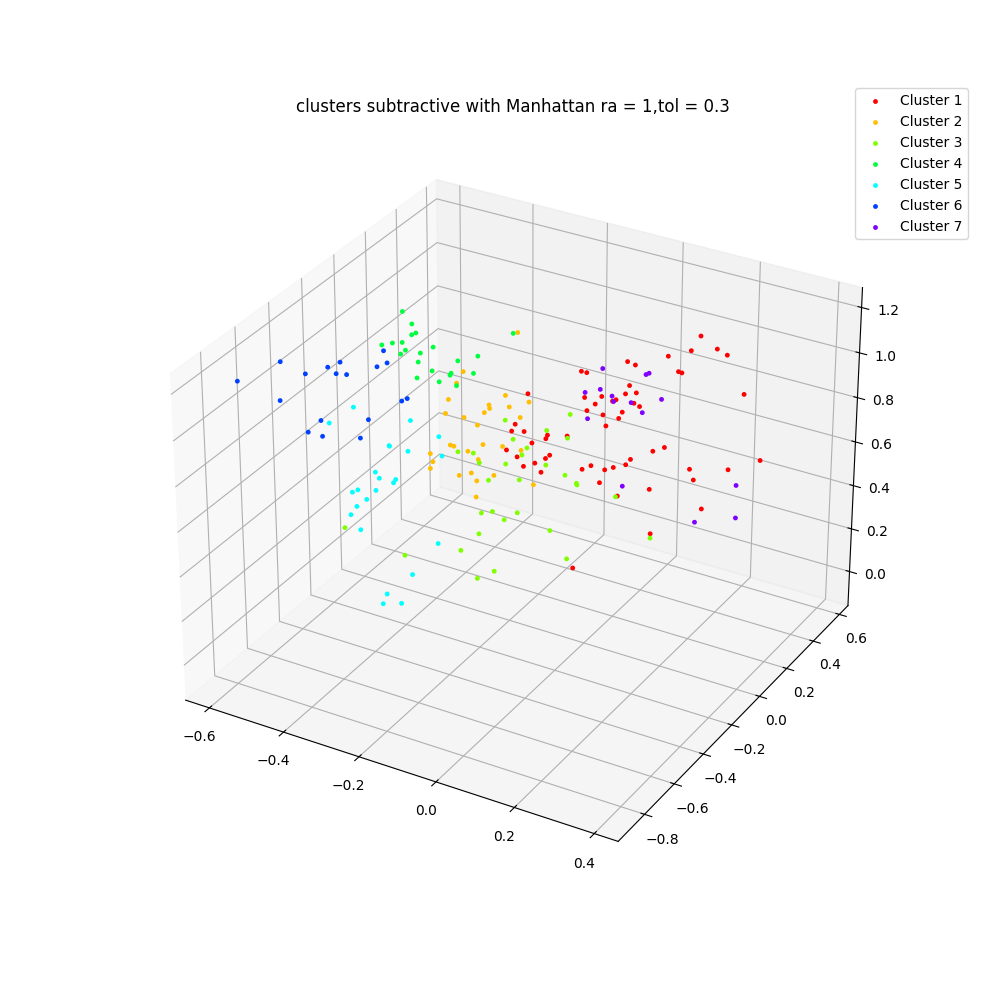 clusters subtractive with Manhattan ra = 1,tol = 0.3
Cluster 1
Cluster 2
Cluster 3
Cluster 4
Cluster 5
Cluster 6
Cluster 7
1.2
1.0
0.8
0.6
0.4
0.2
0.0
0.6
0.4
0.2
0.0
−0.2
−0.4
−0.6
−0.8
−0.6
−0.4
−0.2
0.0
0.2
0.4